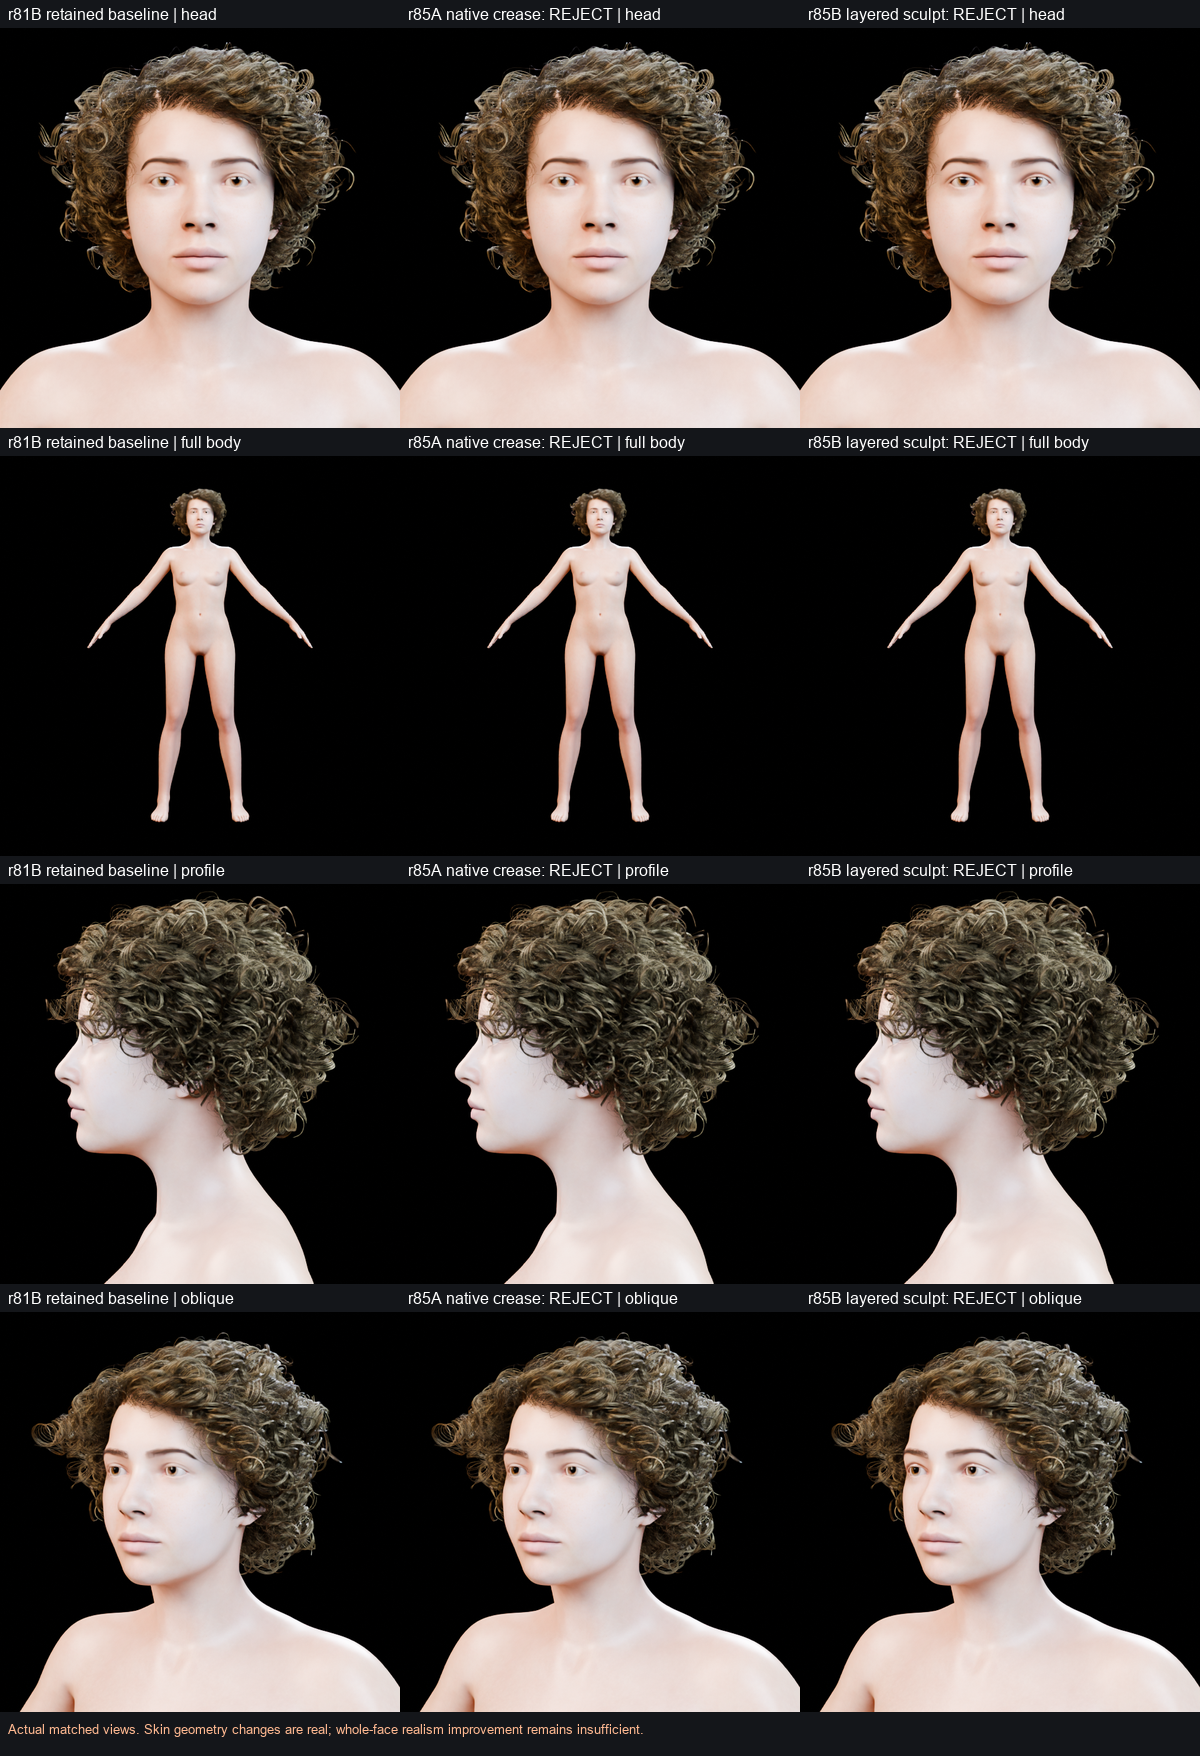 r81B retained baseline | head
r85A native crease: REJECT | head
r85B layered sculpt: REJECT | head
r81B retained baseline | full body
r85A native crease: REJECT | full body
r85B layered sculpt: REJECT | full body
r81B retained baseline | profile
r85A native crease: REJECT | profile
r85B layered sculpt: REJECT | profile
r81B retained baseline | oblique
r85A native crease: REJECT | oblique
r85B layered sculpt: REJECT | oblique
Actual matched views. Skin geometry changes are real; whole-face realism improvement remains insufficient.